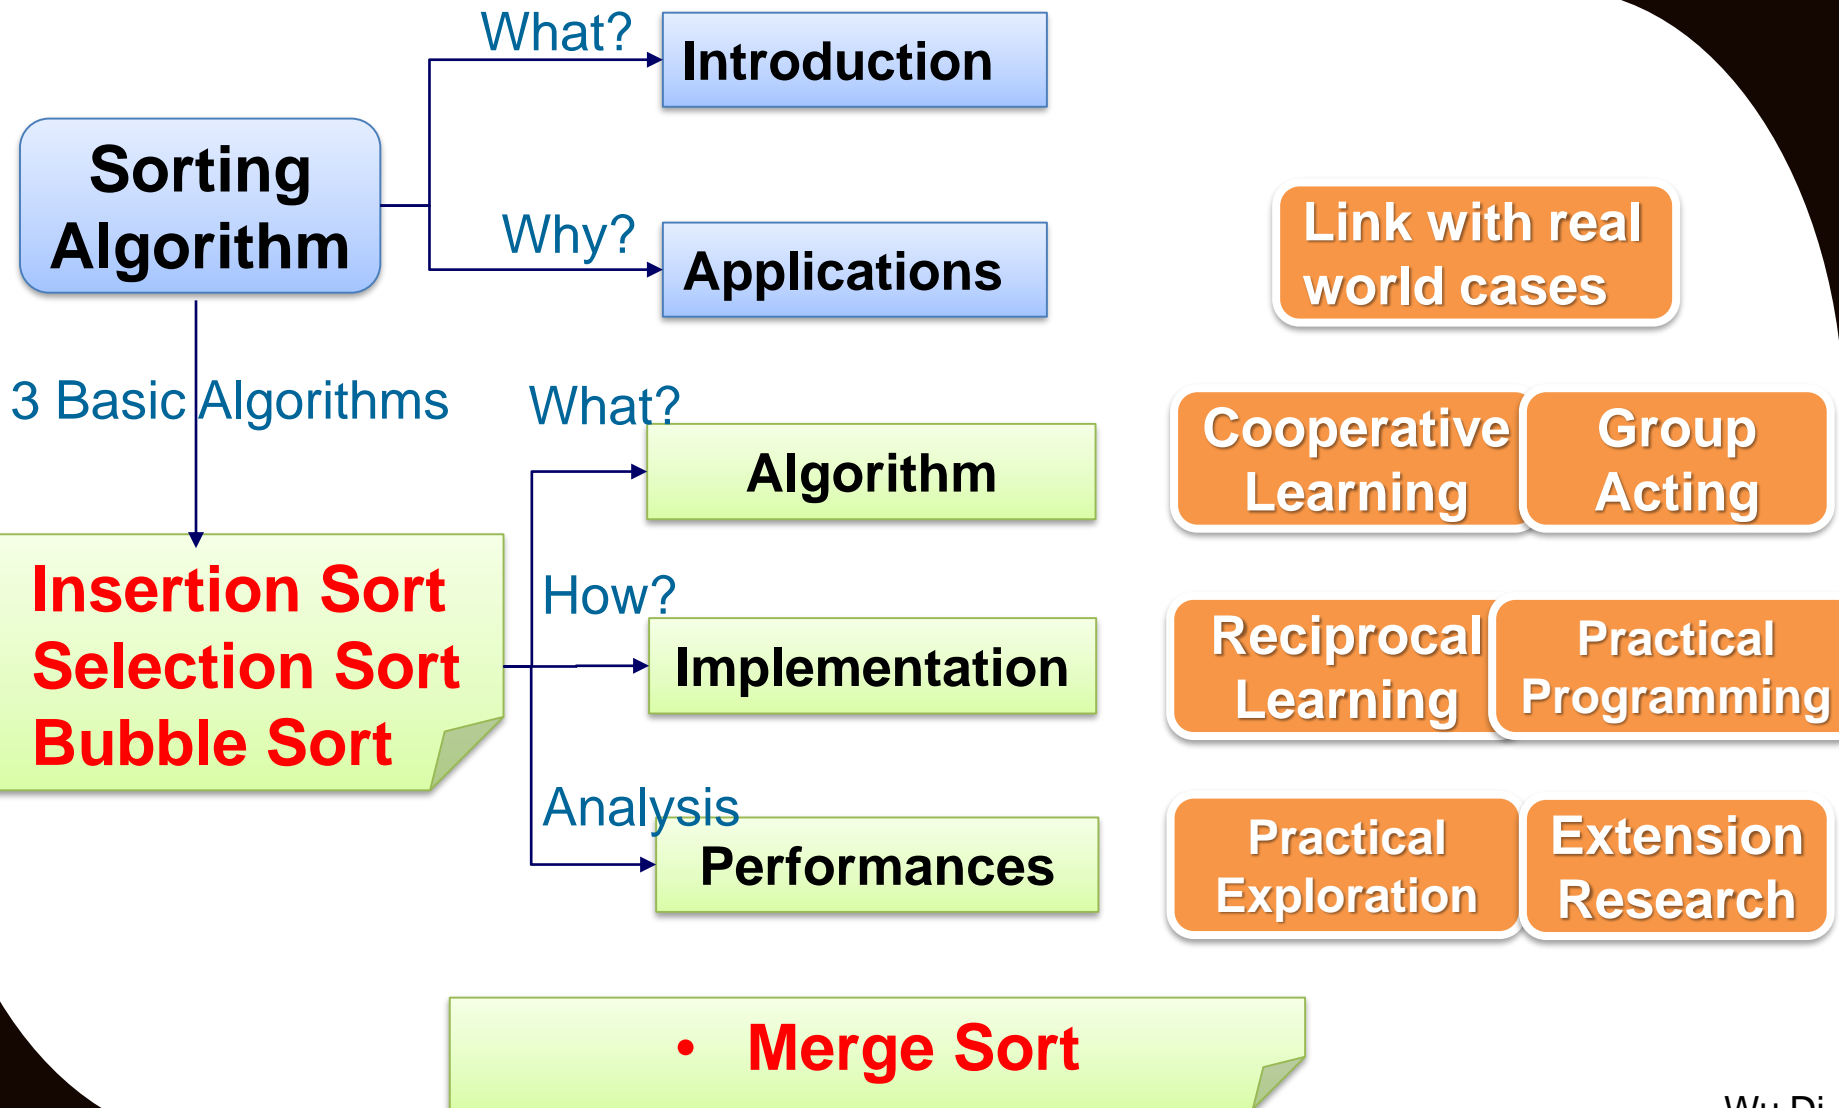 What?
Introduction
Sorting
Algorithm
Why?
Applications
Link with real
world cases
3 Basic Algorithms
What?
Algorithm
Cooperative
Learning
Group
Acting
Insertion Sort
Selection Sort
Bubble Sort
How?
Implementation
Reciprocal
Learning
Practical
Programming
Analysis
Performances
Practical
Exploration
Extension
Research
• Merge Sort
Wu Di